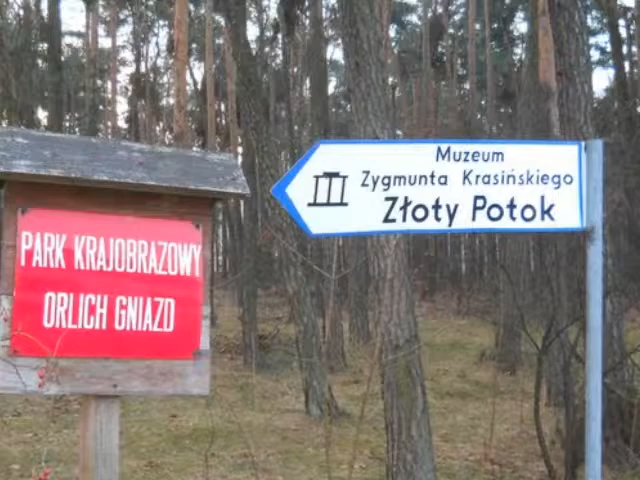 PARK KRAJOBRAZOWY
ORLICH GNIAZD
Muzeum
Zygmunta Krasińskiego
Złoty Potok